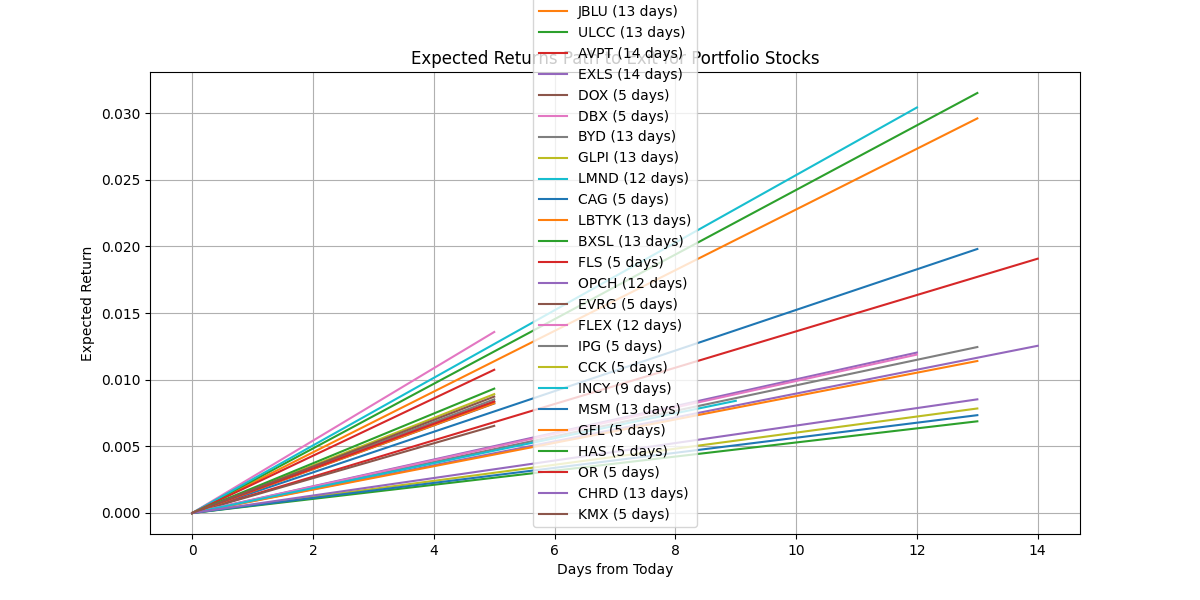 JBLU (13 days)
ULCC (13 days)
Expected Returns Path to Exit for Portfolio Stocks
AVPT (14 days)
EXLS (14 days)
DOX (5 days)
DBX (5 days)
BYD (13 days)
GLPI (13 days)
LMND (12 days)
CAG (5 days)
LBTYK (13 days)
BXSL (13 days)
FLS (5 days)
OPCH (12 days)
EVRG (5 days)
FLEX (12 days)
IPG (5 days)
CCK (5 days)
INCY (9 days)
MSM (13 days)
GFL (5 days)
HAS (5 days)
OR (5 days)
CHRD (13 days)
KMX (5 days)
Expected Return
0.030
0.025
0.020
0.015
0.010
0.005
0.000
0 2 4 6 8 10 12 14
Days from Today